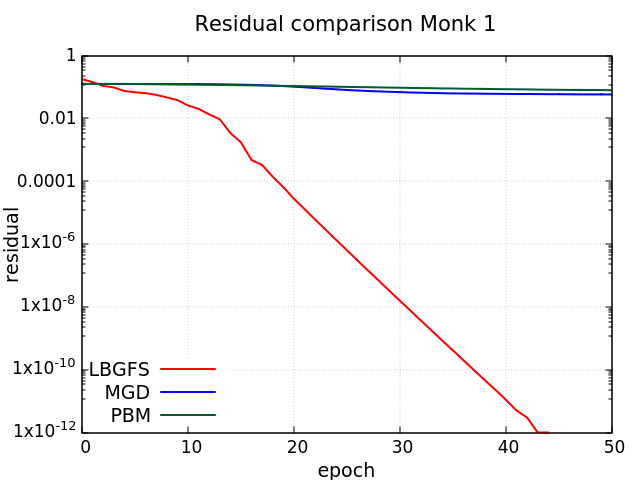 Residual comparison Monk 1
1
0.01
0.0001
1x10-6
1x10-8
1x10-10
1x10-12
residual
LBGFS
MGD
PBM
0 10 20 30 40 50
epoch